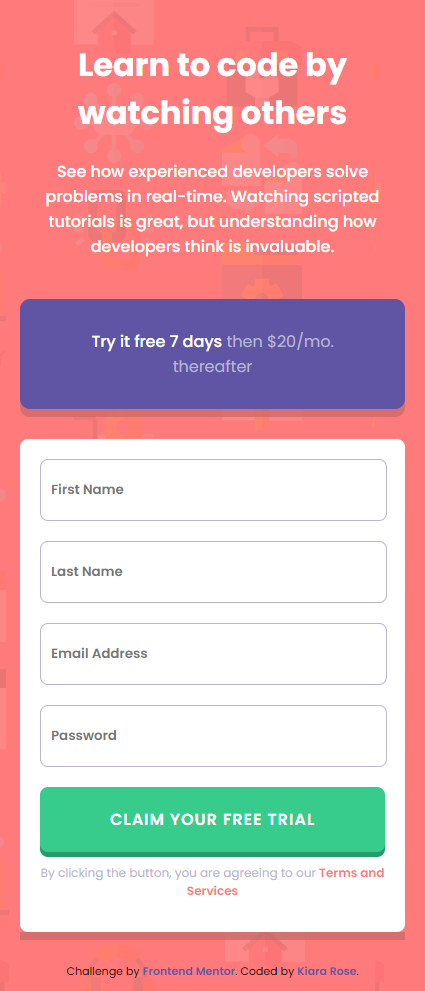 Learn to code by
watching others
See how experienced developers solve
problems in real-time. Watching scripted
tutorials is great, but understanding how
developers think is invaluable.
Try it free 7 days then $20/mo.
thereafter
First Name
Last Name
Email Address
Password
CLAIM YOUR FREE TRIAL
By clicking the button, you are agreeing to our Terms and
Services
Challenge by Frontend Mentor. Coded by Kiara Rose.